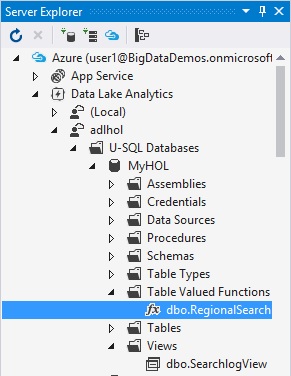 Server Explorer
Azure (user1@BigDataDemos.onmicrosoft
App Service
Data Lake Analytics
(Local)
adlhol
U-SQL Databases
MyHOL
Assemblies
Credentials
Data Sources
Procedures
Schemas
Table Types
Table Valued Functions
dbo.RegionalSearch
Tables
Views
dbo.SearchlogView